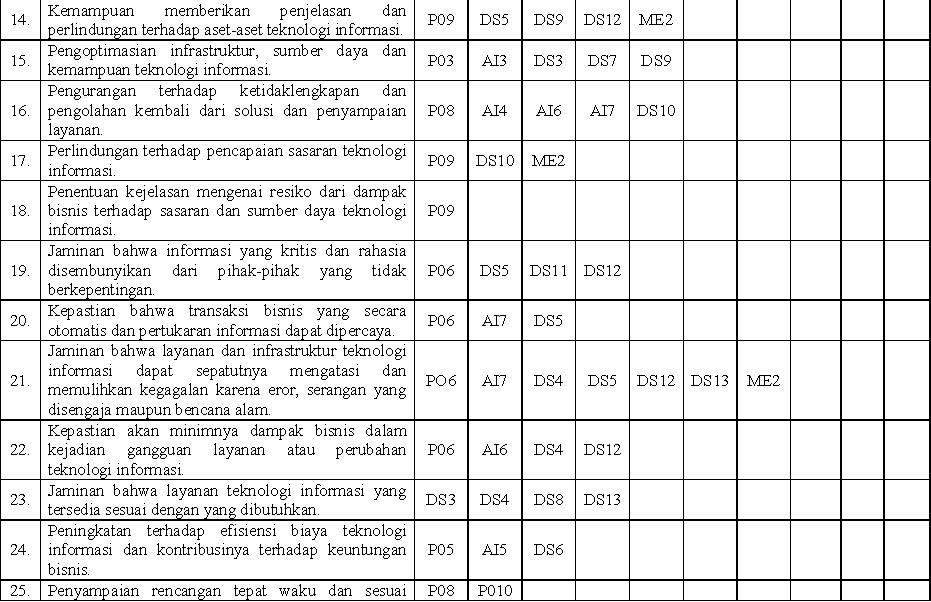 14. Kemampuan memberikan penjelasan dan P09 DS5 DS9 DS12 ME2
perlindungan terhadap aset-aset teknologi informasi.
15. Pengoptimasian infrastruktur, sumber daya dan P03 AI3 DS3 DS7 DS9
kemampuan teknologi informasi.
16. Pengurangan terhadap ketidaklengkapan dan P08 AI4 AI6 AI7 DS10
pengolahan kembali dari solusi dan penyampaian
layanan.
17. Perlindungan terhadap pencapaian sasaran teknologi P09 DS10 ME2
informasi.
18. Penentuan kejelasan mengenai resiko dari dampak P09
bisnis terhadap sasaran dan sumber daya teknologi
informasi.
19. Jaminan bahwa informasi yang kritis dan rahasia P06 DS5 DS11 DS12
disembunyikan dari pihak-pihak yang tidak
berkepentingan.
20. Kepastian bahwa transaksi bisnis yang secara P06 AI7 DS5
otomatis dan pertukaran informasi dapat dipercaya.
21. Jaminan bahwa layanan dan infrastruktur teknologi PO6 AI7 DS4 DS5 DS12 DS13 ME2
informasi dapat sepatutnya mengatasi dan
memulihkan kegagalan karena eror, serangan yang
disengaja maupun bencana alam.
22. Kepastian akan minimnya dampak bisnis dalam P06 AI6 DS4 DS12
kejadian gangguan layanan atau perubahan
teknologi informasi.
23. Jaminan bahwa layanan teknologi informasi yang DS3 DS4 DS8 DS13
tersedia sesuai dengan yang dibutuhkan.
24. Peningkatan terhadap efisiensi biaya teknologi P05 AI5 DS6
informasi dan kontribusinya terhadap keuntungan
bisnis.
25. Penyampaian rencangan tepat waku dan sesuai P08 P010